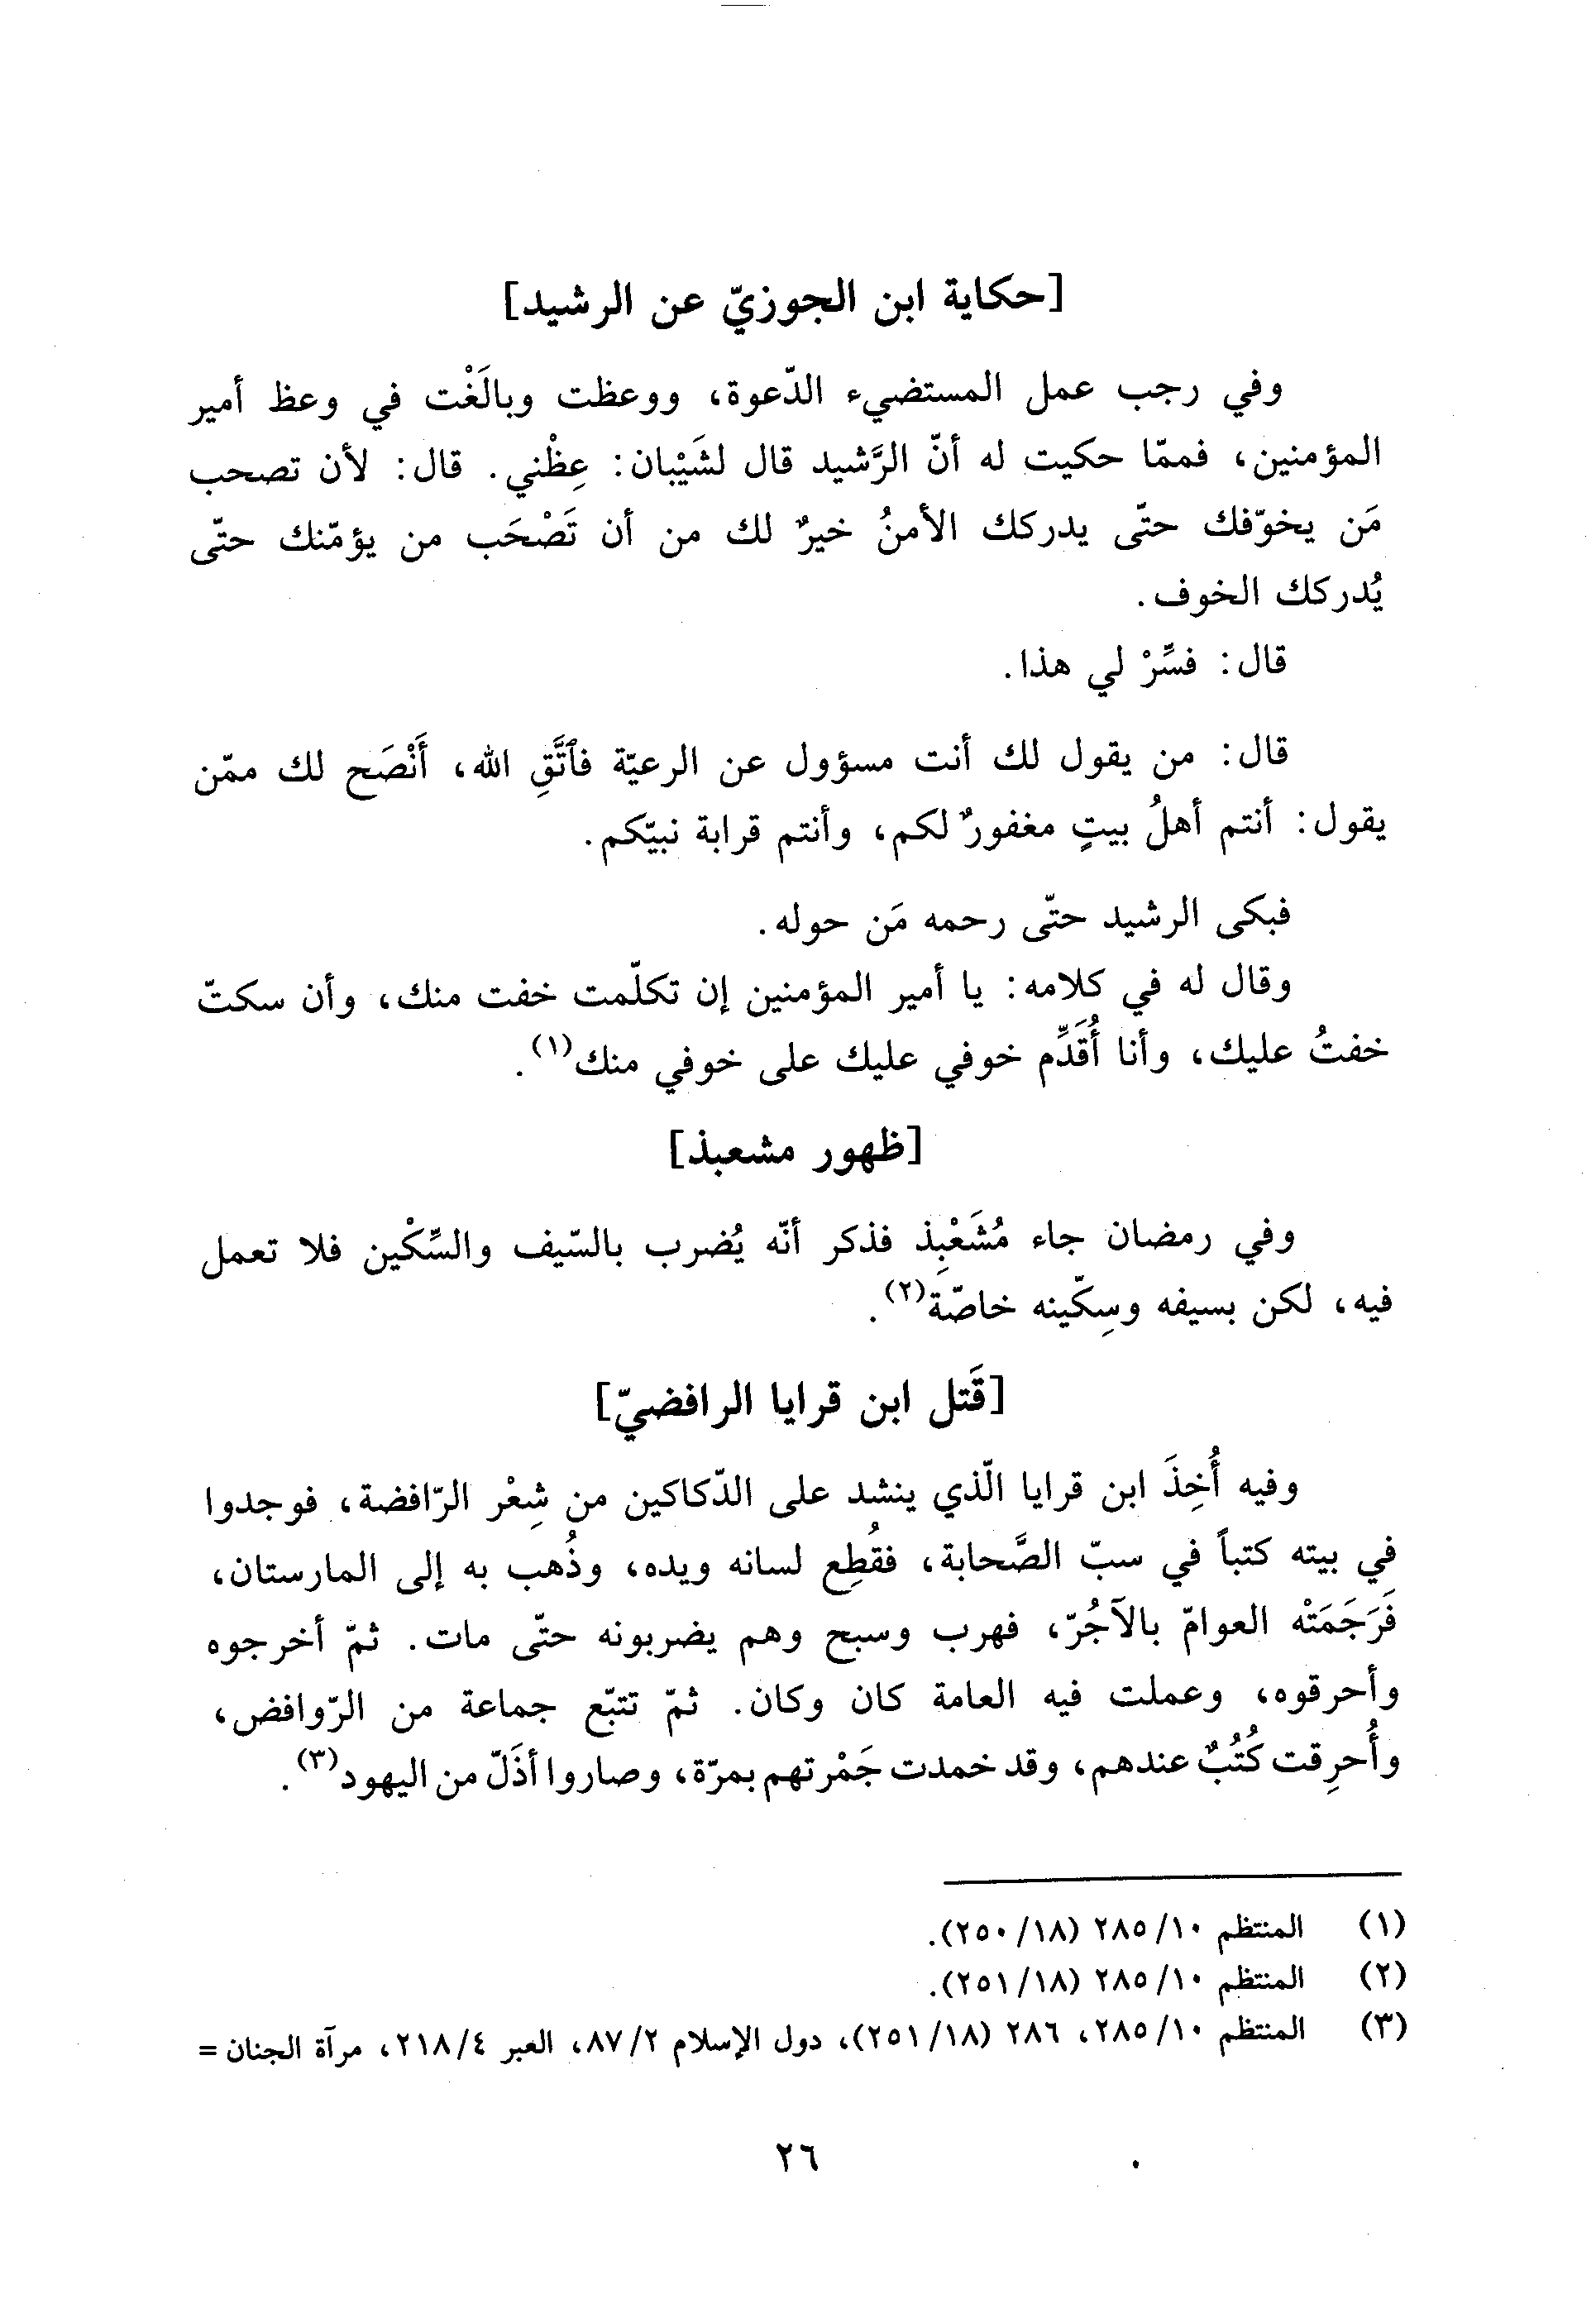 [حكاية ابن الجوزيّ عن الرشيد]
وفي رجب عمل المستضيء الدّعوة، ووعظت وبالَغْت في وعظ أمير
المؤمنين، فممّا حكيت له أنّ الرَّشيد قال لشَيْبان: عِظْني. قال: لأن تصحب
مَن يخوّفك حتّى يدركك الأمنُ خيرٌ لك من أن تَصْحَب من يؤمّنك حتّى
يُدركك الخوف.
قال: فسِّرْ لي هذا.
قال: من يقول لك أنت مسؤول عن الرعيّة فٱتَّقِ الله، أَنْصَح لك ممّن
يقول: أنتم أهلُ بيتٍ مغفورٌ لكم، وأنتم قرابة نبيّكم.
فبكى الرشيد حتّى رحمه مَن حوله.
وقال له في كلامه: يا أمير المؤمنين إن تكلّمت خفت منك، وأن سكتّ
خفتُ عليك، وأنا أُقَدِّم خوفي عليك على خوفي منك(١).
[ظهور مشعبذ]
وفي رمضان جاء مُشَعْبِذ فذكر أنّه يُضرب بالسّيف والسِّكْين فلا تعمل
فيه، لكن بسيفه وسِكّينه خاصّة(٢).
[قَتل ابن قرايا الرافضيّ]
وفيه أُخِذَ ابن قرايا الّذي ينشد على الدّكاكين من شِعْر الرّافضة، فوجدوا
في بيته كتباً في سبّ الصَّحابة، فقُطِع لسانه ويده، وذُهب به إلى المارستان،
فَرَجَمَتْه العوامّ بالآجُرّ، فهرب وسبح وهم يضربونه حتّى مات. ثمّ أخرجوه
وأحرقوه، وعملت فيه العامة كان وكان. ثمّ تتبّع جماعة من الرّوافض،
وأُحرِقت كُتُبٌ عندهم، وقد خمدت جَمْرتهم بمرّة، وصاروا أذَلّ من اليهود(٣).
(١) المنتظم ١٠/ ٢٨٥ (١٨/ ٢٥٠).
(٢) المنتظم ١٠/ ٢٨٥ (١٨/ ٢٥١).
(٣) المنتظم ١٠/ ٢٨٥، ٢٨٦ (١٨/ ٢٥١)، دول الإسلام ٢/ ٨٧، العبر ٤/ ٢١٨، مرآة الجنان =
٢٦